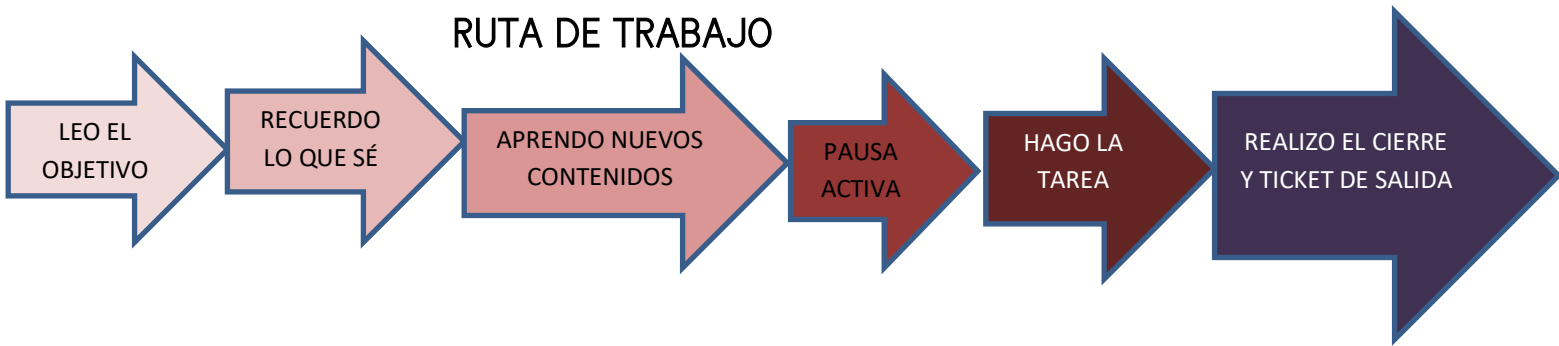 RUTA DE TRABAJO
LEO EL
OBJETIVO
RECUERDO
LO QUE SÉ
APRENDO NUEVOS
CONTENIDOS
PAUSA
ACTIVA
HAGO LA
TAREA
REALIZO EL CIERRE
Y TICKET DE SALIDA